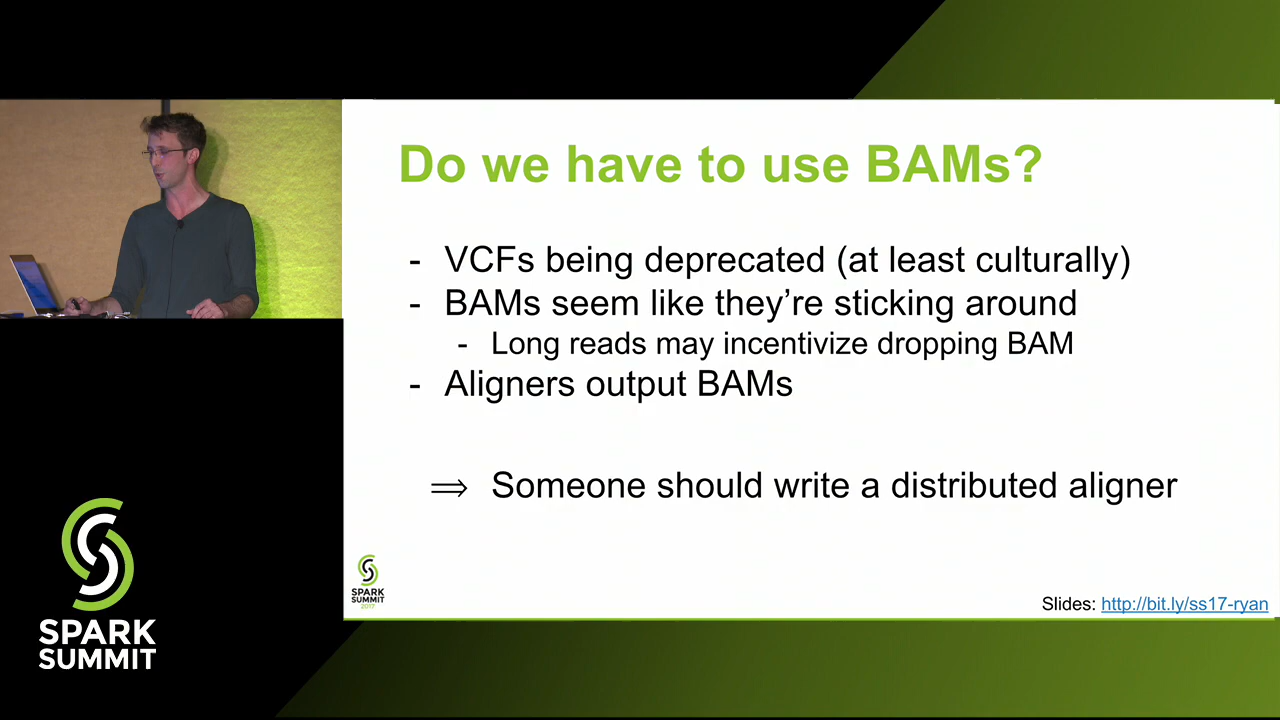 Do we have to use BAMs?
- VCFs being deprecated (at least culturally)
- BAMs seem like they’re sticking around
- Long reads may incentivize dropping BAM
- Aligners output BAMs
⟹ Someone should write a distributed aligner
SPARK
SUMMIT
2017
Slides: http://bit.ly/ss17-ryan
SPARK
SUMMIT